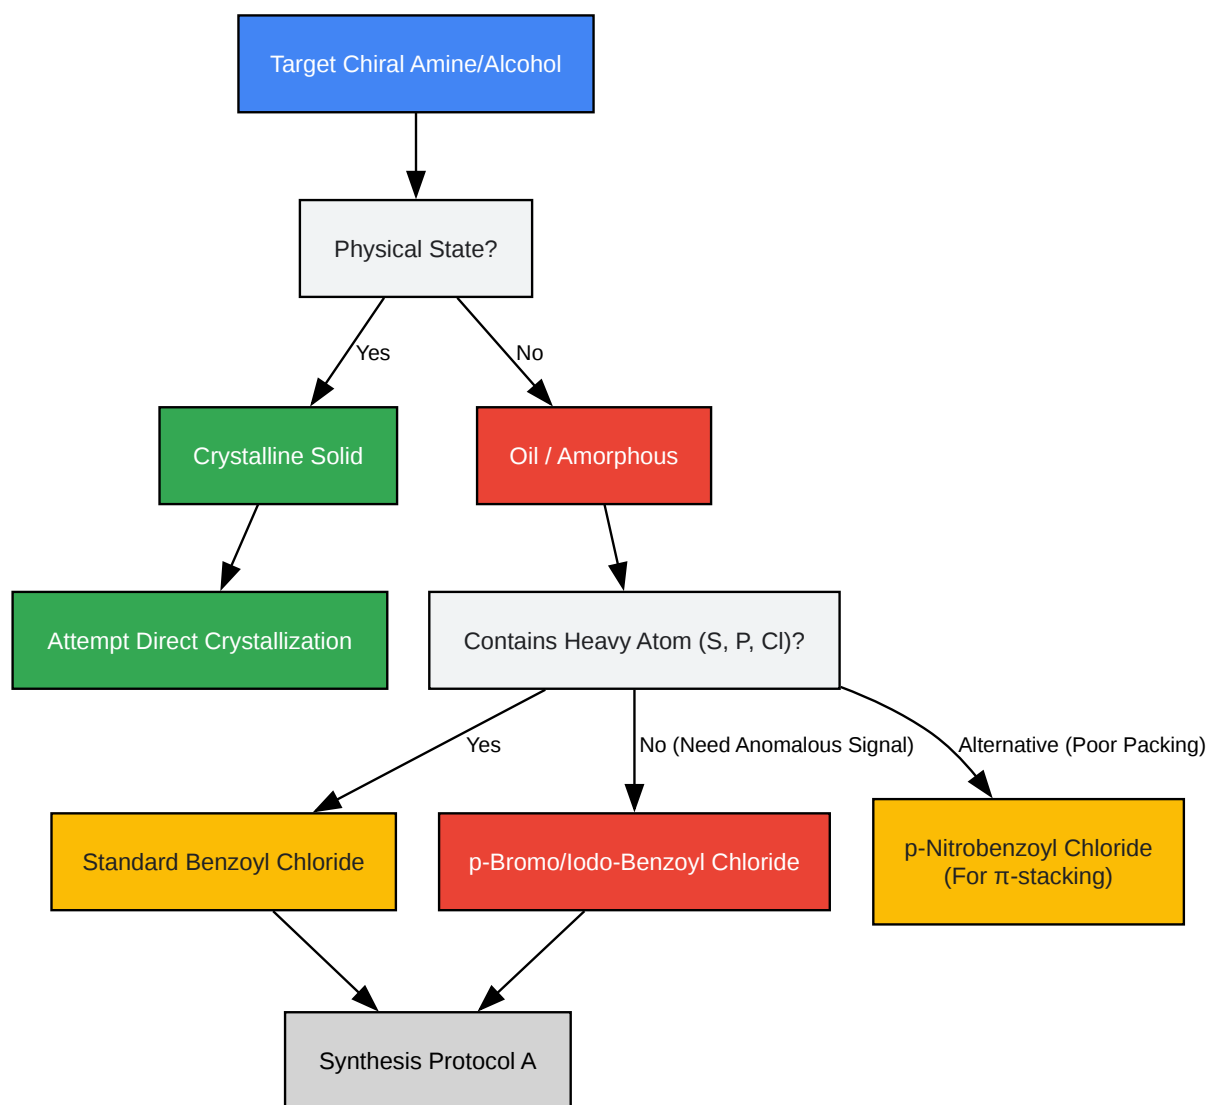 Target Chiral Amine/Alcohol
Physical State?
Yes
No
Crystalline Solid
Oil / Amorphous
Attempt Direct Crystallization
Contains Heavy Atom (S, P, Cl)?
Yes
No (Need Anomalous Signal)
Alternative (Poor Packing)
Standard Benzoyl Chloride
p-Bromo/Iodo-Benzoyl Chloride
p-Nitrobenzoyl Chloride
(For π-stacking)
Synthesis Protocol A